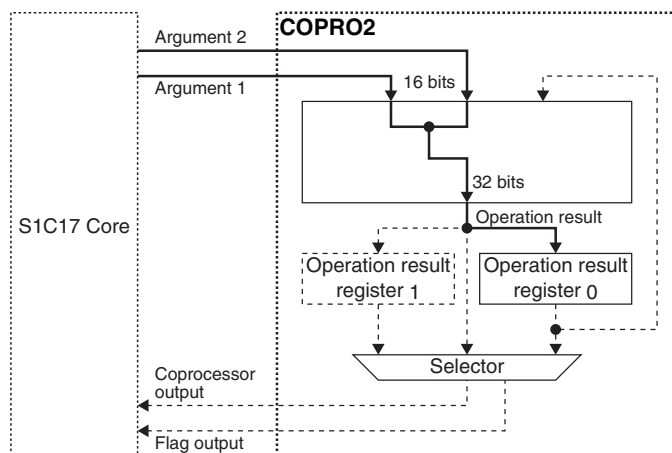 COPRO2
Argument 2
Argument 1
16 bits
32 bits
S1C17 Core
Operation result
Operation result
register 1
Operation result
register 0
Selector
Coprocessor
output
Flag output